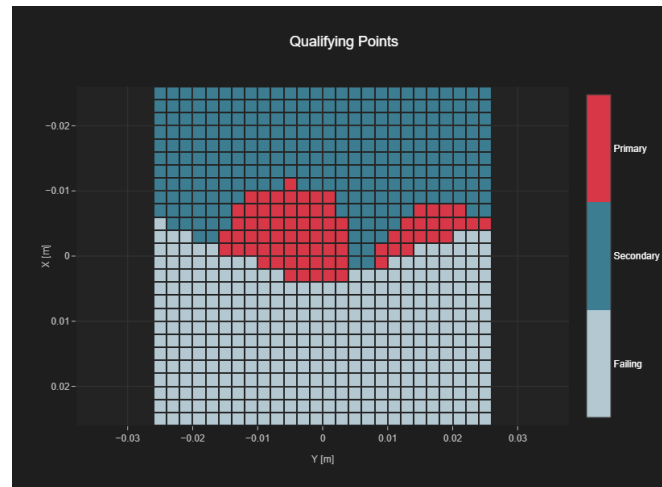 Qualifying Points
−0.02
−0.01
0
0.01
0.02
X [m]
−0.03
−0.02
−0.01
0
0.01
0.02
0.03
Y [m]
Primary
Secondary
Failing